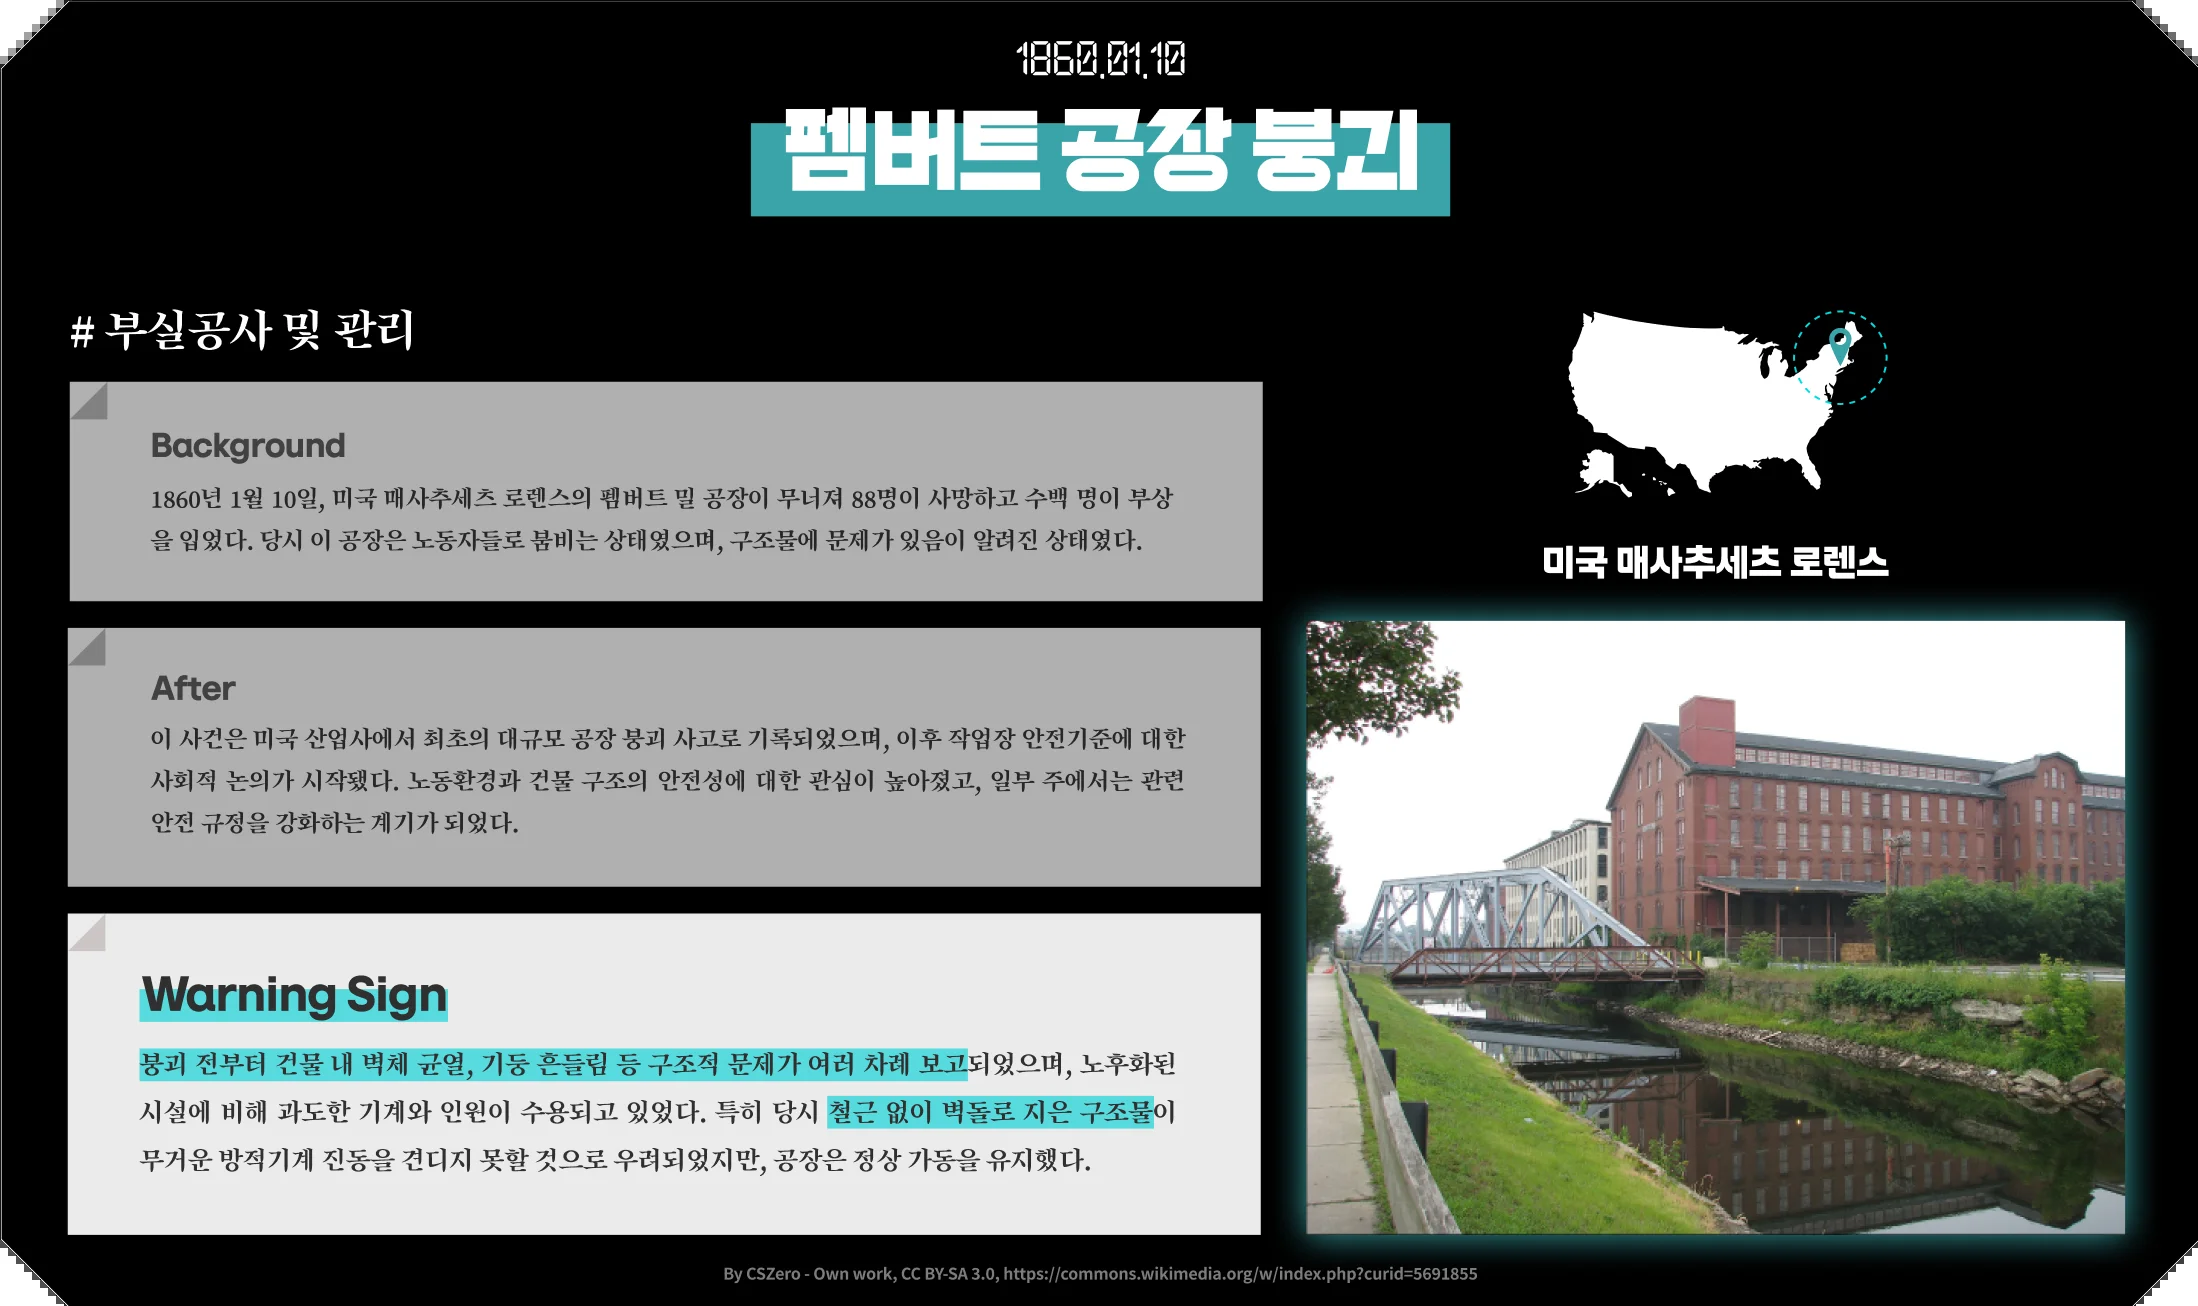 1860.01.10
펨버트 공장 붕괴
# 부실공사 및 관리
Background
1860년 1월 10일, 미국 매사추세츠 로렌스의 펨버트 밀 공장이 무너져 88명이 사망하고 수백 명이 부상
을 입었다. 당시 이 공장은 노동자들로 붐비는 상태였으며, 구조물에 문제가 있음이 알려진 상태였다.
After
이 사건은 미국 산업사에서 최초의 대규모 공장 붕괴 사고로 기록되었으며, 이후 작업장 안전기준에 대한
사회적 논의가 시작됐다. 노동환경과 건물 구조의 안전성에 대한 관심이 높아졌고, 일부 주에서는 관련
안전 규정을 강화하는 계기가 되었다.
Warning Sign
붕괴 전부터 건물 내 벽체 균열, 기둥 흔들림 등 구조적 문제가 여러 차례 보고되었으며, 노후화된
시설에 비해 과도한 기계와 인원이 수용되고 있었다. 특히 당시 철근 없이 벽돌로 지은 구조물이
무거운 방적기계 진동을 견디지 못할 것으로 우려되었지만, 공장은 정상 가동을 유지했다.
미국 매사추세츠 로렌스
By CSZero - Own work, CC BY-SA 3.0, https://commons.wikimedia.org/w/index.php?curid=5691855